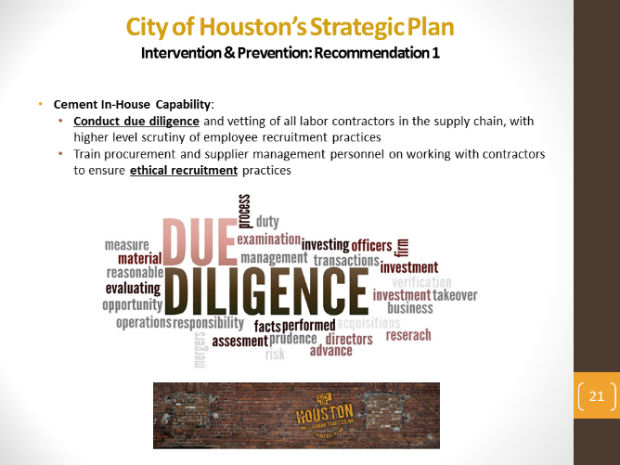 City of Houston's Strategic Plan
Intervention & Prevention: Recommendation 1
• Cement In-House Capability:
• Conduct due diligence and vetting of all labor contractors in the supply chain, with
higher level scrutiny of employee recruitment practices
• Train procurement and supplier management personnel on working with contractors
to ensure ethical recruitment practices
process
duty
DUE
examination
investing officers
firm
measure
material
management transactions
investment
reasonable
verification
evaluating
DILIGENCE
investment takeover
opportunity
business
operations responsibility
facts performed
acquisitions
mergers
assesment prudence directors
reserach
risk
advance
HOUSTON
21